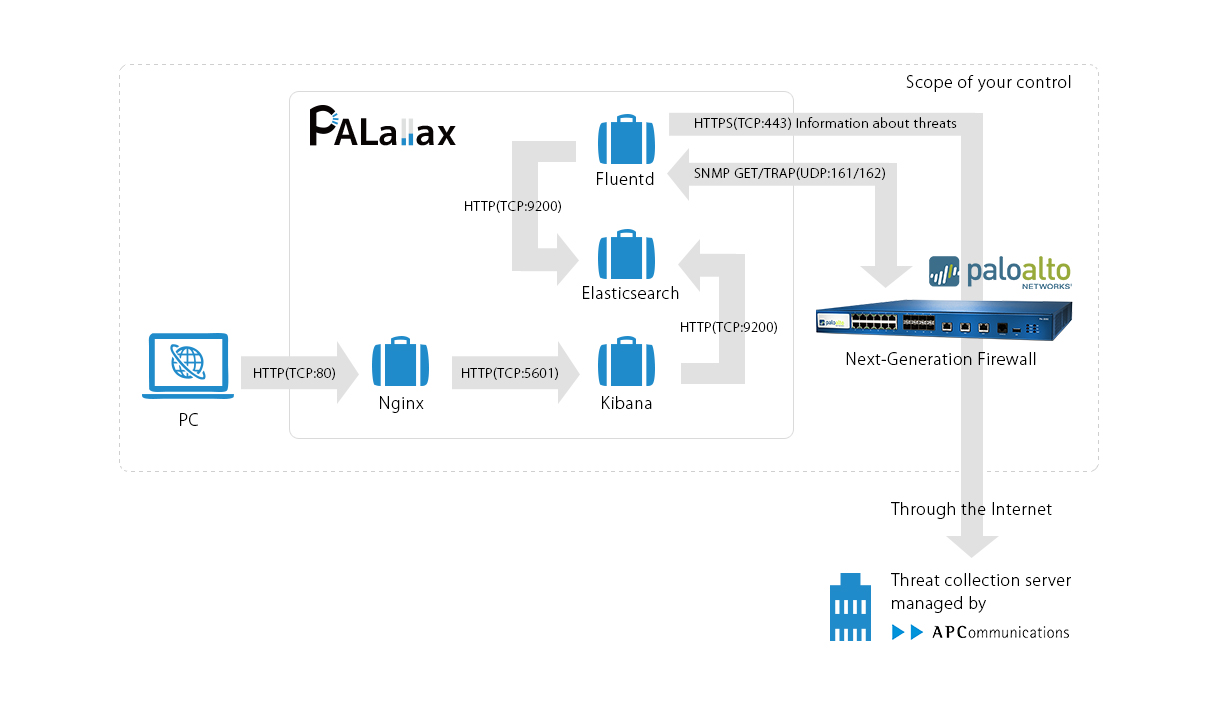 Scope of your control
PALallax
HTTPS(TCP:443) Information about threats
Fluentd
SNMP GET/TRAP(UDP:161/162)
HTTP(TCP:9200)
Elasticsearch
HTTP(TCP:9200)
paloalto
NETWORKS
paloalto
Next-Generation Firewall
HTTP(TCP:80)
HTTP(TCP:5601)
PC
Nginx
Kibana
Through the Internet
Threat collection server
managed by
APCommunications